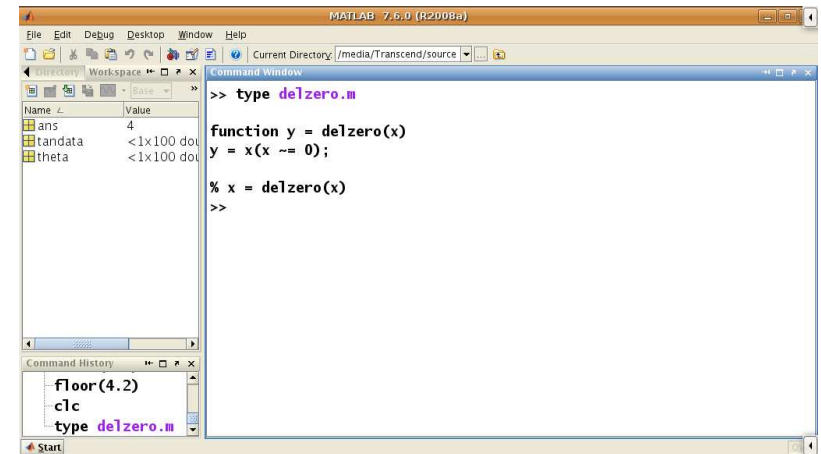 MATLAB 7.6.0 (R2008a)
File Edit Debug Desktop Window Help
Current Directory: /media/Transcend/source
Directory Workspace
Base
Name Value
ans 4
tandata <1x100 dou
theta <1x100 dou
Command History
floor(4.2)
clc
type delzero.m
Command Window
>> type delzero.m
function y = delzero(x)
y = x(x ~= 0);
% x = delzero(x)
>>
Start